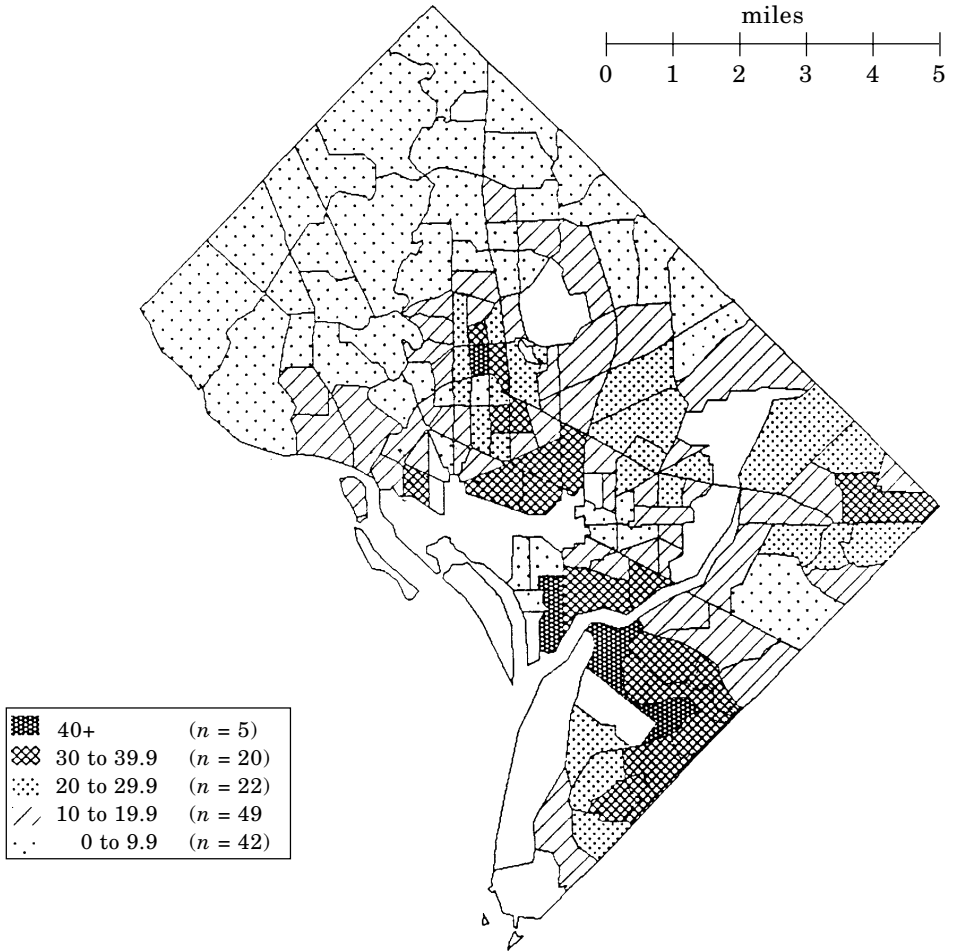 miles
0 1 2 3 4 5
40+ (n = 5)
30 to 39.9 (n = 20)
20 to 29.9 (n = 22)
10 to 19.9 (n = 49
0 to 9.9 (n = 42)